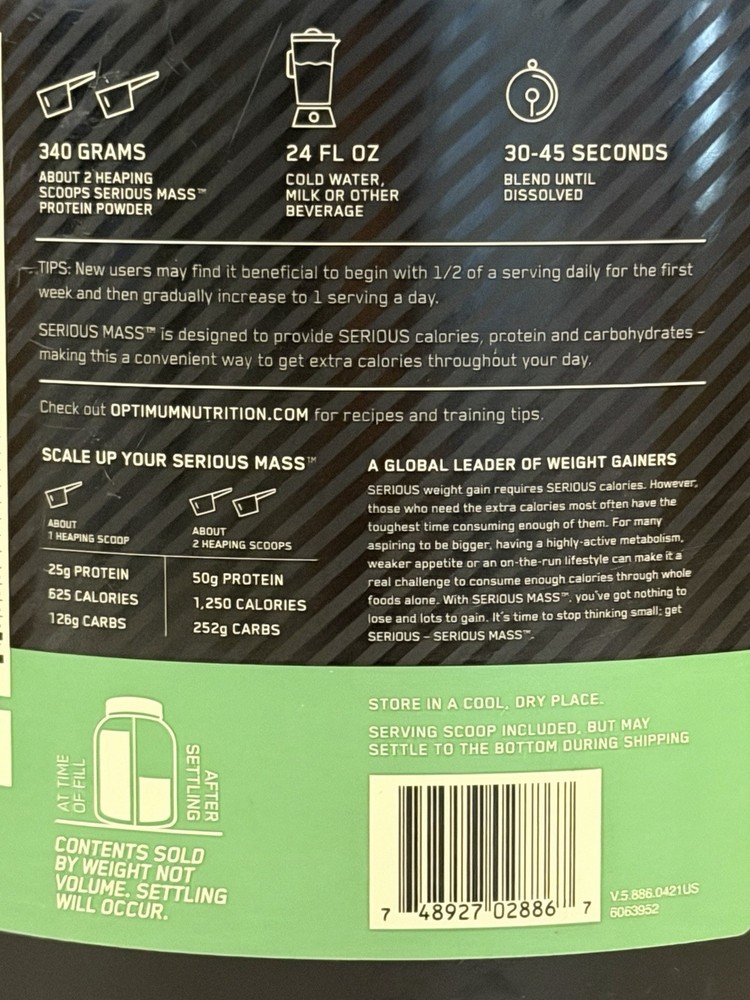 340 GRAMS
ABOUT 2 HEAPING
SCOOPS SERIOUS MASS™
PROTEIN POWDER
24 FL OZ
COLD WATER,
MILK OR OTHER
BEVERAGE
30-45 SECONDS
BLEND UNTIL
DISSOLVED
TIPS: New users may find it beneficial to begin with 1/2 of a serving daily for the first
week and then gradually increase to 1 serving a day.
SERIOUS MASS™ is designed to provide SERIOUS calories, protein and carbohydrates –
making this a convenient way to get extra calories throughout your day.
Check out OPTIMUMNUTRITION.COM for recipes and training tips.
SCALE UP YOUR SERIOUS MASS™
ABOUT
1 HEAPING SCOOP
ABOUT
2 HEAPING SCOOPS
25g PROTEIN
625 CALORIES
126g CARBS
50g PROTEIN
1,250 CALORIES
252g CARBS
A GLOBAL LEADER OF WEIGHT GAINERS
SERIOUS weight gain requires SERIOUS calories. However,
those who need the extra calories most often have the
toughest time consuming enough of them. For many
aspiring to be bigger, having a highly-active metabolism,
weaker appetite or an on-the-run lifestyle can make it a
real challenge to consume enough calories through whole
foods alone. With SERIOUS MASS™, you've got nothing to
lose and lots to gain. It's time to stop thinking small; get
SERIOUS – SERIOUS MASS™.
AT TIME
OF FILL
AFTER
SETTLING
CONTENTS SOLD
BY WEIGHT NOT
VOLUME. SETTLING
WILL OCCUR.
STORE IN A COOL, DRY PLACE.
SERVING SCOOP INCLUDED, BUT MAY
SETTLE TO THE BOTTOM DURING SHIPPING
7 48927 02886 7
V.5.886.0421US
6063952